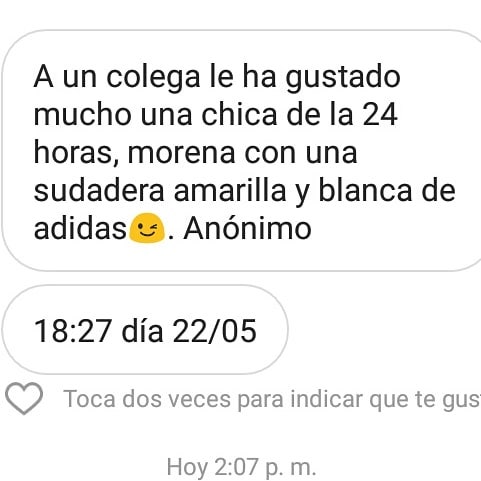 A un colega le ha gustado
mucho una chica de la 24
horas, morena con una
sudadera amarilla y blanca de
adidas😉. Anónimo
18:27 día 22/05
Toca dos veces para indicar que te gus
Hoy 2:07 p. m.